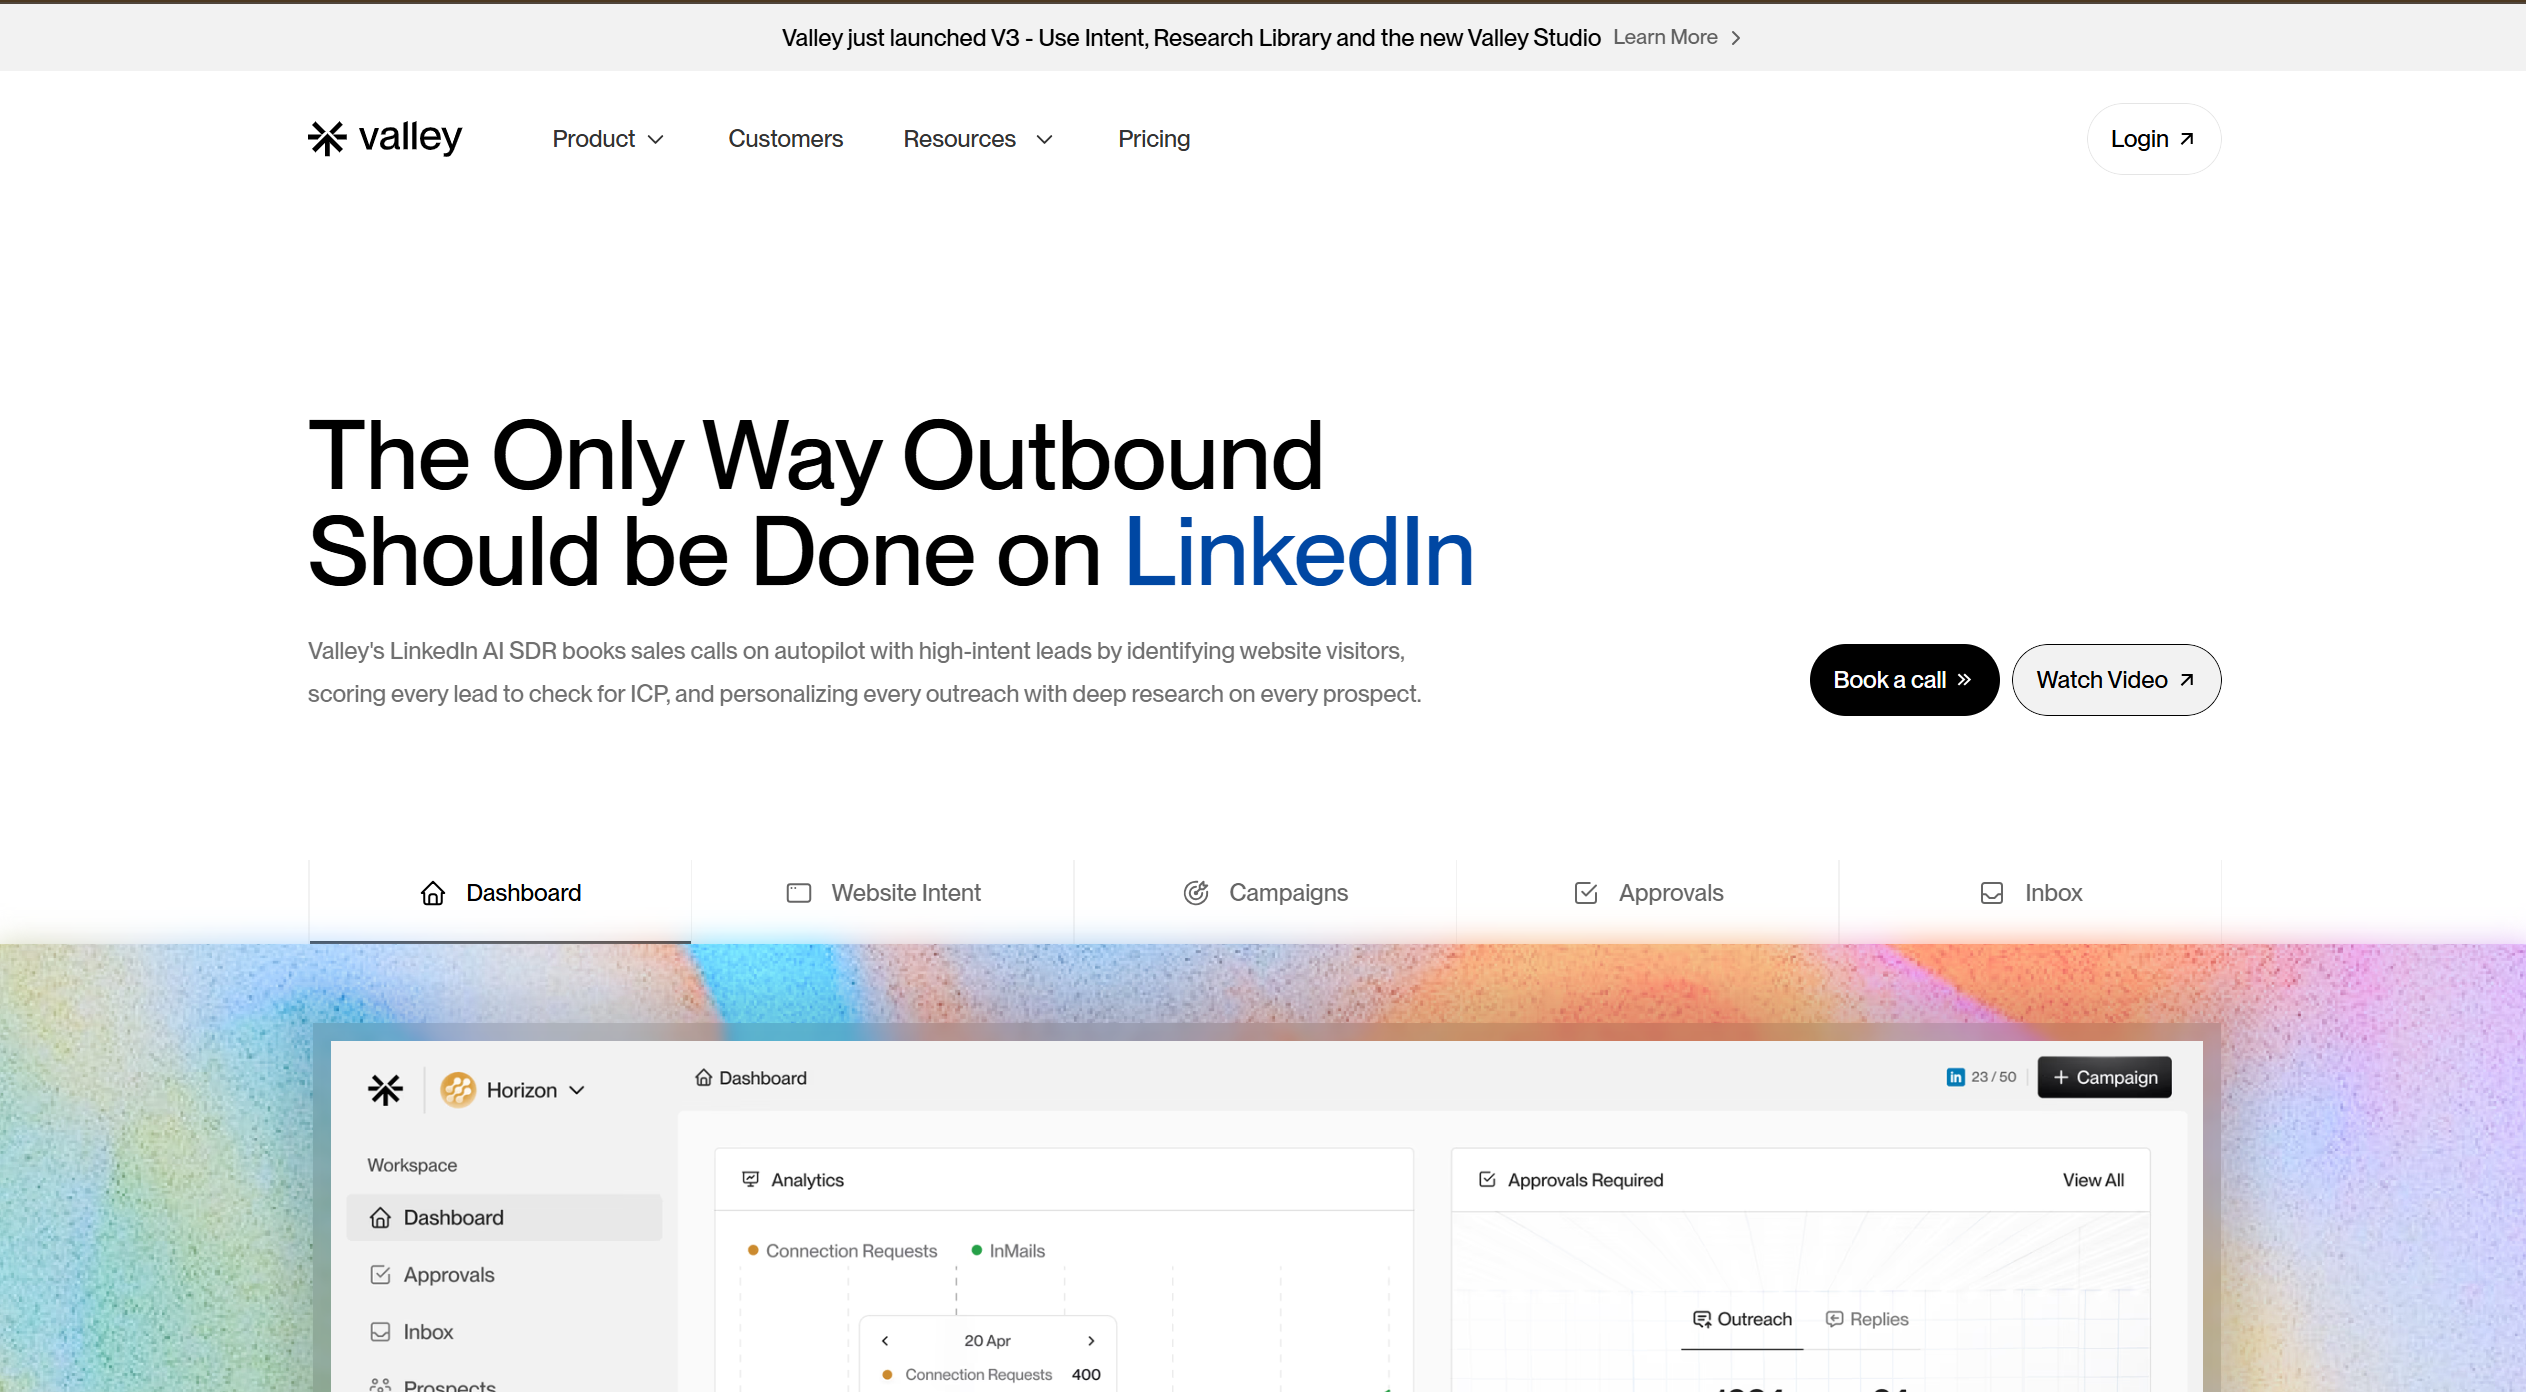 Valley just launched V3 - Use Intent, Research Library and the new Valley Studio Learn More
valley
Product
Customers
Resources
Pricing
Login
The Only Way Outbound
Should be Done on LinkedIn
Valley's LinkedIn AI SDR books sales calls on autopilot with high-intent leads by identifying website visitors,
scoring every lead to check for ICP, and personalizing every outreach with deep research on every prospect.
Book a call
Watch Video
Dashboard
Website Intent
Campaigns
Approvals
Inbox
Horizon
Dashboard
in 23 / 50
+ Campaign
Workspace
Dashboard
Approvals
Inbox
Prospects
Analytics
Connection Requests
InMails
20 Apr
Connection Requests 400
Approvals Required
View All
Outreach
Replies